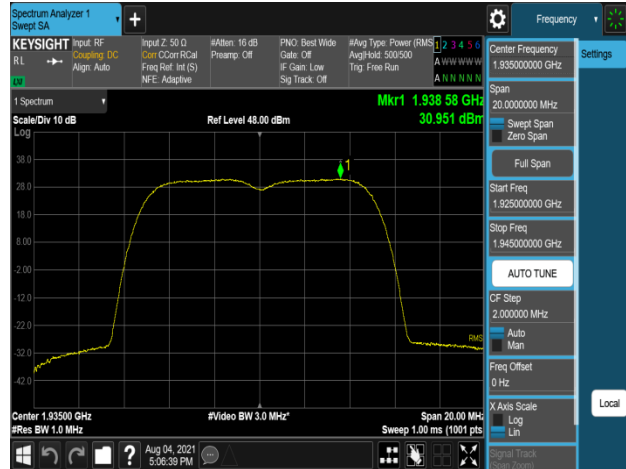 Spectrum Analyzer 1
Swept SA
Frequency
KEYSIGHT
RL
Input: RF
Coupling: DC
Align: Auto
Input Z: 50 Ω
Corr CCorr RCal
Freq Ref: Int (S)
NFE: Adaptive
#Atten: 16 dB
Preamp: Off
PNO: Best Wide
Gate: Off
IF Gain: Low
Sig Track: Off
#Avg Type: Power (RMS
Avg|Hold: 500/500
Trig: Free Run
1 2 3 4 5 6
A W W W W W
A N N N N N
1 Spectrum
Scale/Div 10 dB
Log
Ref Level 48.00 dBm
Mkr1 1.938 58 GHz
30.951 dBm
1
38.0
28.0
18.0
8.00
-2.00
-12.0
-22.0
-32.0
-42.0
RMS
Center 1.93500 GHz
#Res BW 1.0 MHz
#Video BW 3.0 MHz*
Span 20.00 MHz
Sweep 1.00 ms (1001 pts
Aug 04, 2021
5:06:39 PM
Center Frequency
1.935000000 GHz
Span
20.0000000 MHz
Swept Span
Zero Span
Full Span
Start Freq
1.925000000 GHz
Stop Freq
1.945000000 GHz
AUTO TUNE
CF Step
2.000000 MHz
Auto
Man
Freq Offset
0 Hz
X Axis Scale
Log
Lin
Signal Track
(Span Zoom)
Settings
Local